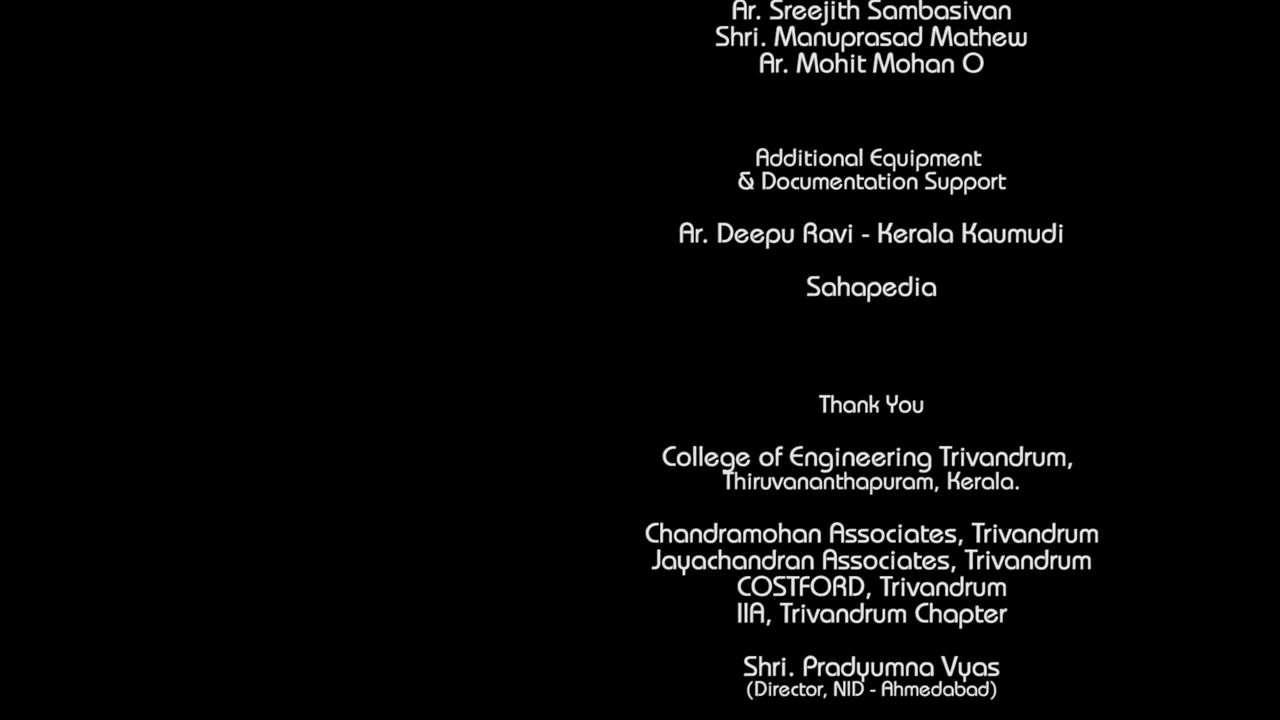 Ar. Sreejith Sambasivan
Shri. Manuprasad Mathew
Ar. Mohit Mohan O
Additional Equipment
& Documentation Support
Ar. Deepu Ravi - Kerala Kaumudi
Sahapedia
Thank You
College of Engineering Trivandrum,
Thiruvananthapuram, Kerala.
Chandramohan Associates, Trivandrum
Jayachandran Associates, Trivandrum
COSTFORD, Trivandrum
IIA, Trivandrum Chapter
Shri. Pradyumna Vyas
(Director, NID - Ahmedabad)